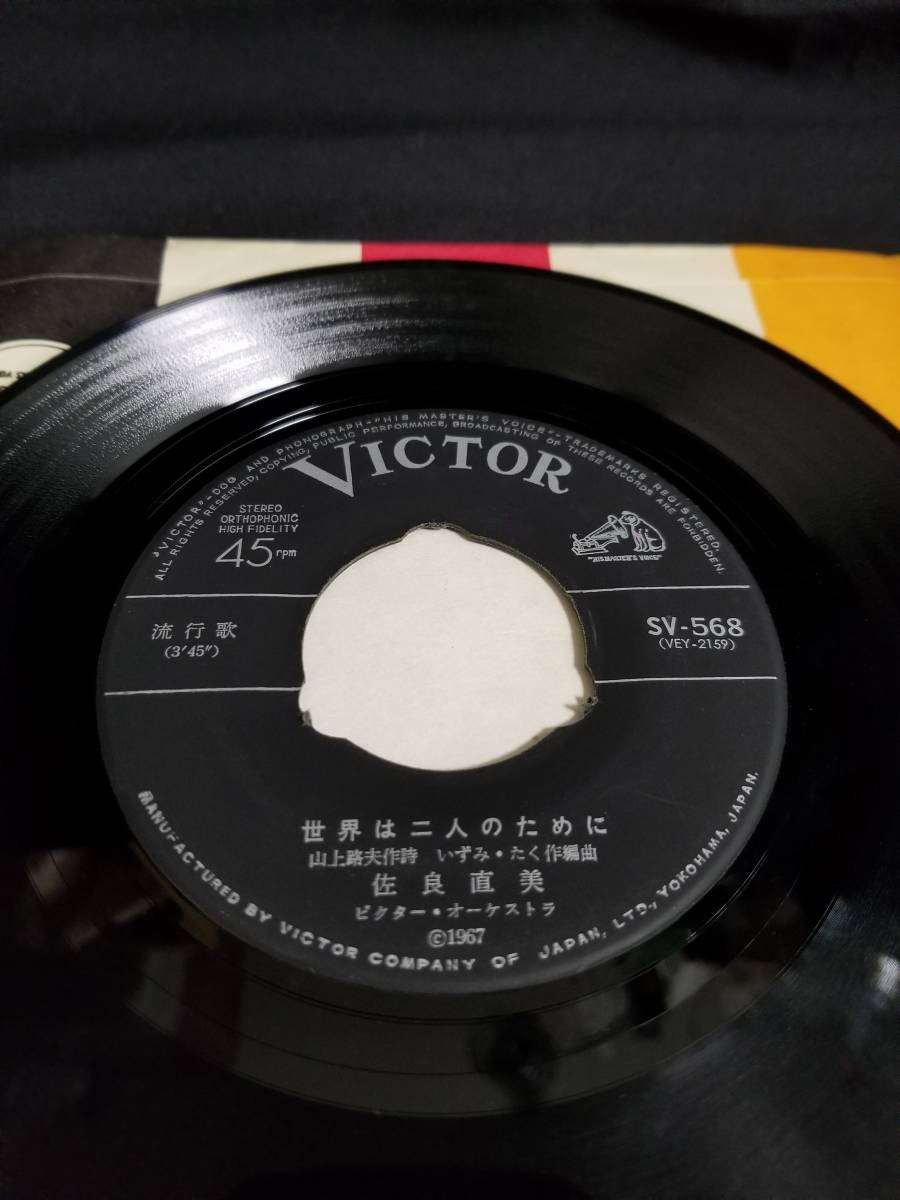 "VICTOR"-DOG AND PHONOGRAPH-"HIS MASTER'S VOICE"-TRADEMARKS REGISTERED.
ALL RIGHTS RESERVED, COPYING, PUBLIC PERFORMANCE, BROADCASTING OF THESE RECORDS ARE FORBIDDEN.
VICTOR
STEREO
ORTHOPHONIC
HIGH FIDELITY
45 rpm
"HIS MASTER'S VOICE"
流行歌
(3′45″)
SV-568
(VEY-2159)
世界は二人のために
山上路夫作詩 いずみ・たく作編曲
佐良直美
ビクター・オーケストラ
©1967
MANUFACTURED BY VICTOR COMPANY OF JAPAN, LTD., YOKOHAMA, JAPAN.